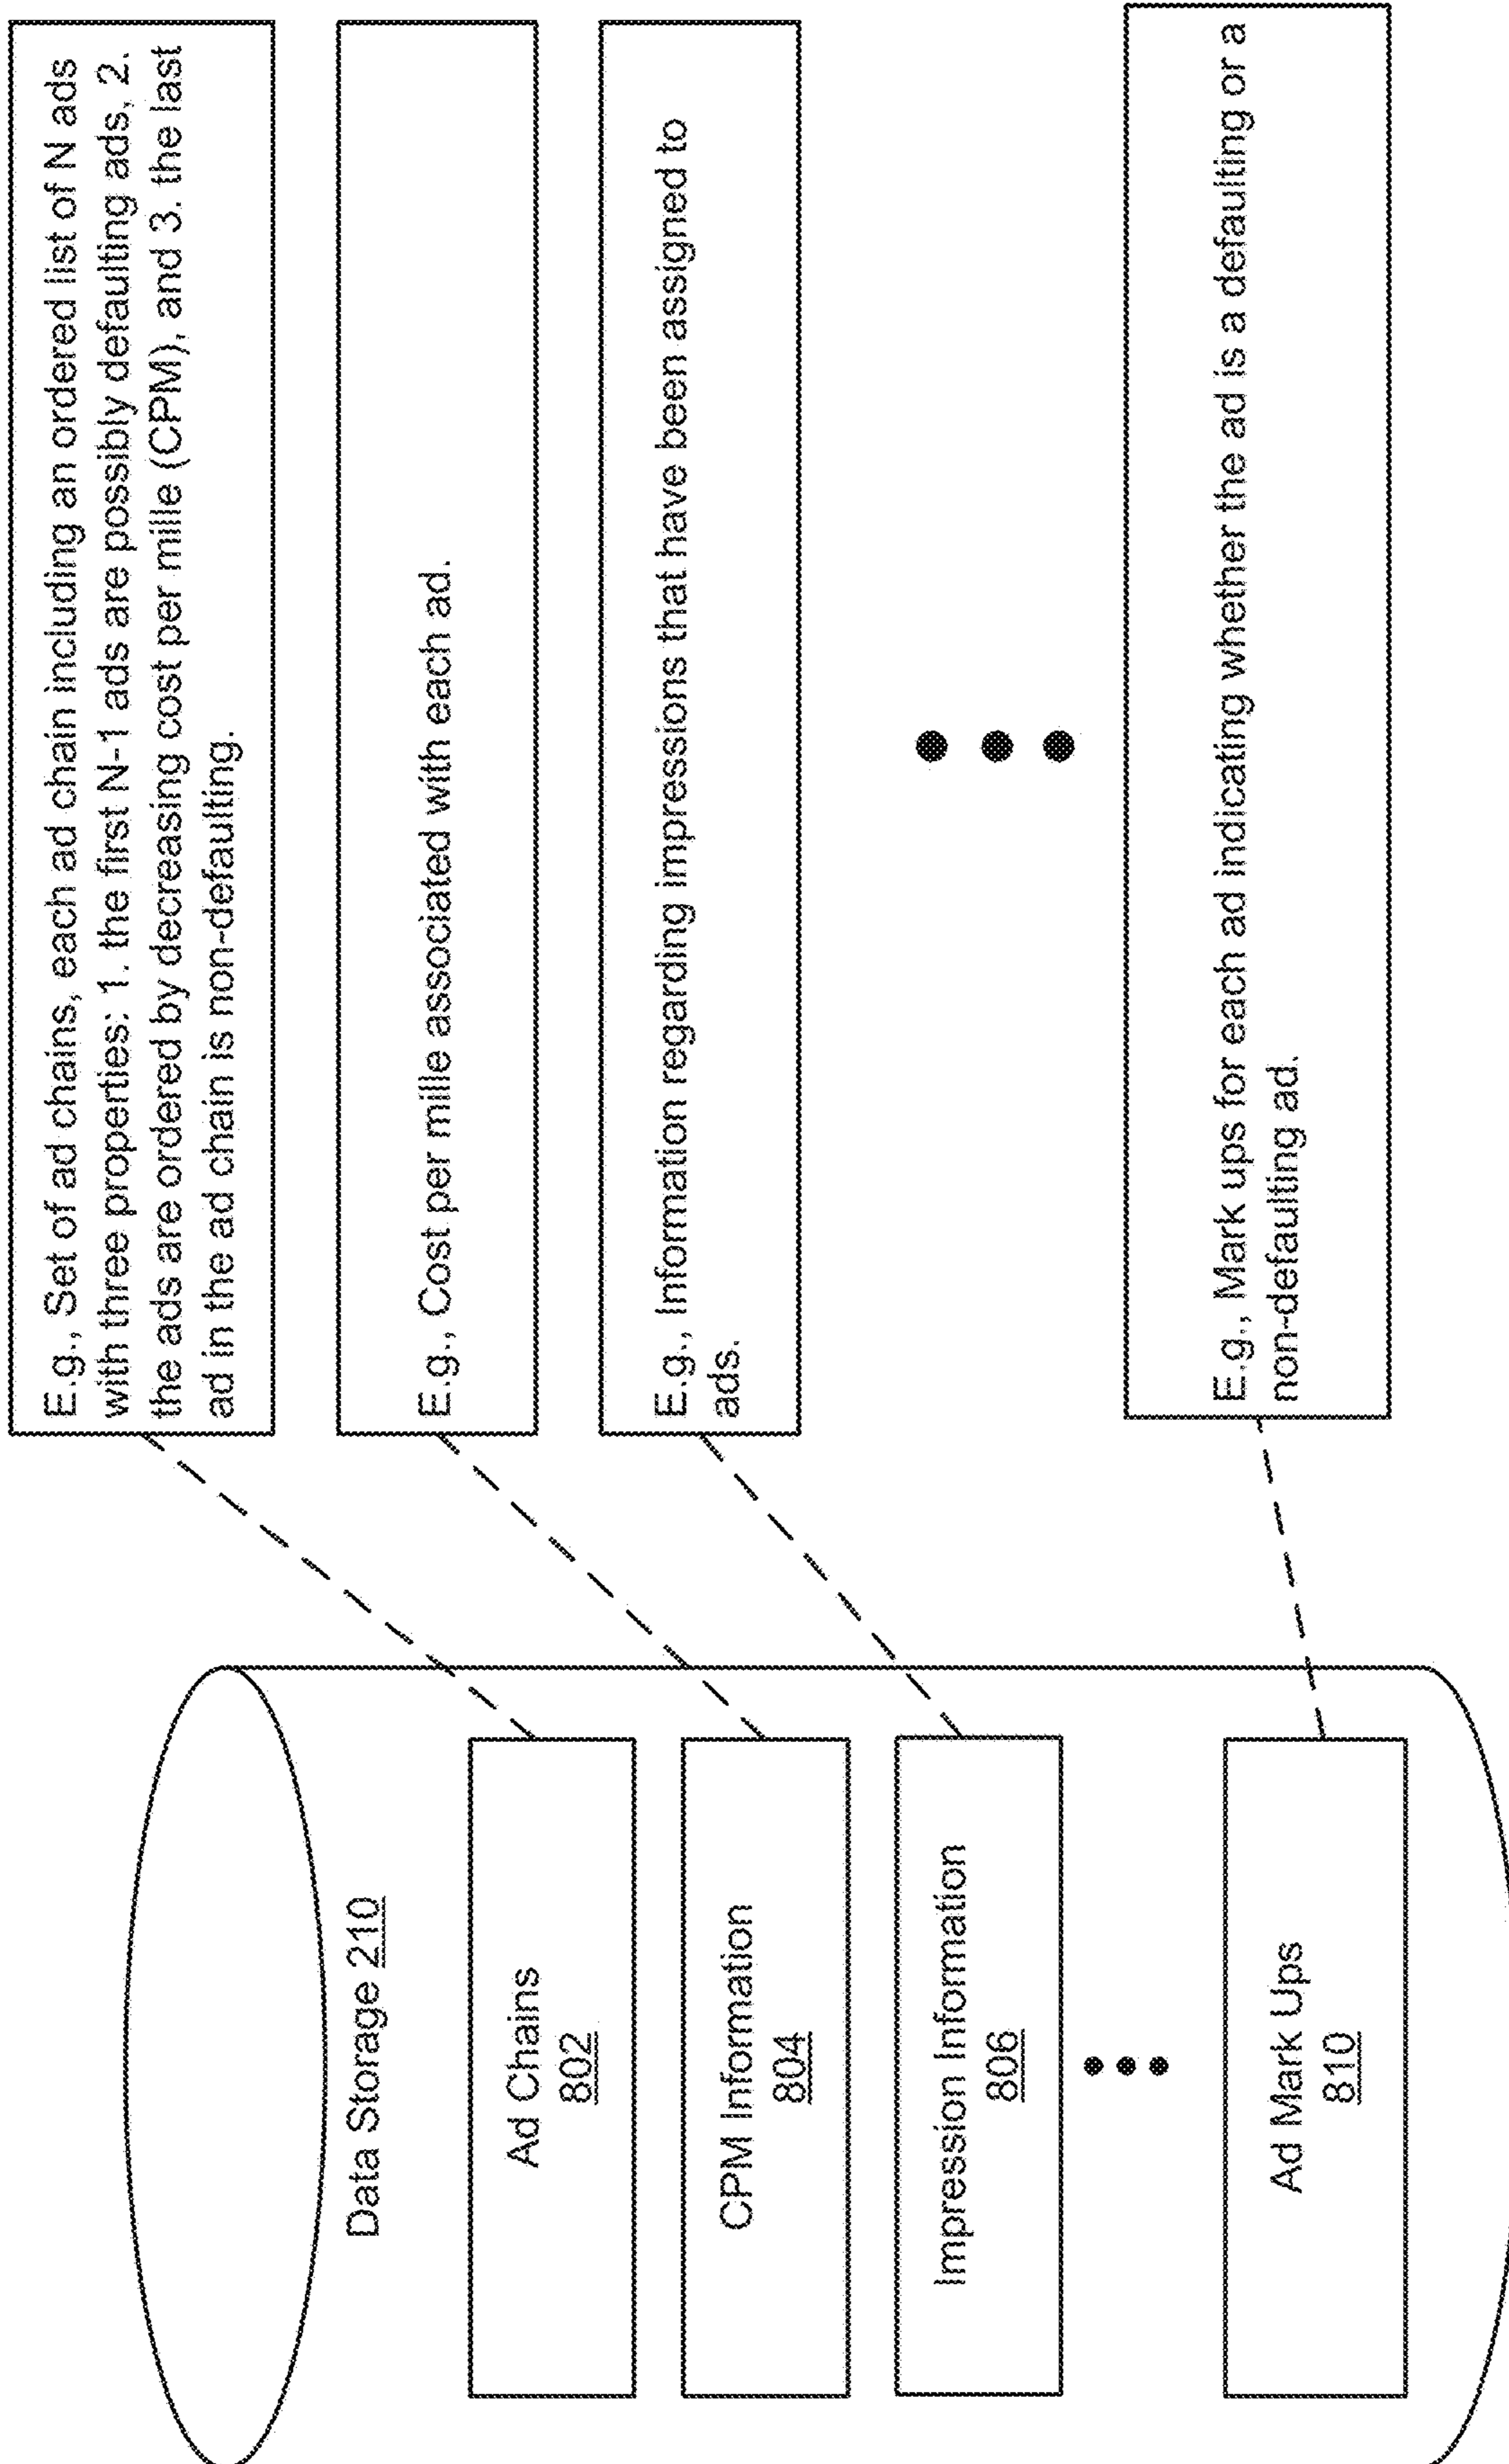 Data Storage 210
Ad Chains
802
CPM Information
804
Impression Information
806
Ad Mark Ups
810
E.g., Set of ad chains, each ad chain including an ordered list of N ads
with three properties: 1. the first N-1 ads are possibly defaulting ads, 2.
the ads are ordered by decreasing cost per mille (CPM), and 3. the last
ad in the ad chain is non-defaulting.
E.g., Cost per mille associated with each ad.
E.g., Information regarding impressions that have been assigned to
ads.
E.g., Mark ups for each ad indicating whether the ad is a defaulting or a
non-defaulting ad.